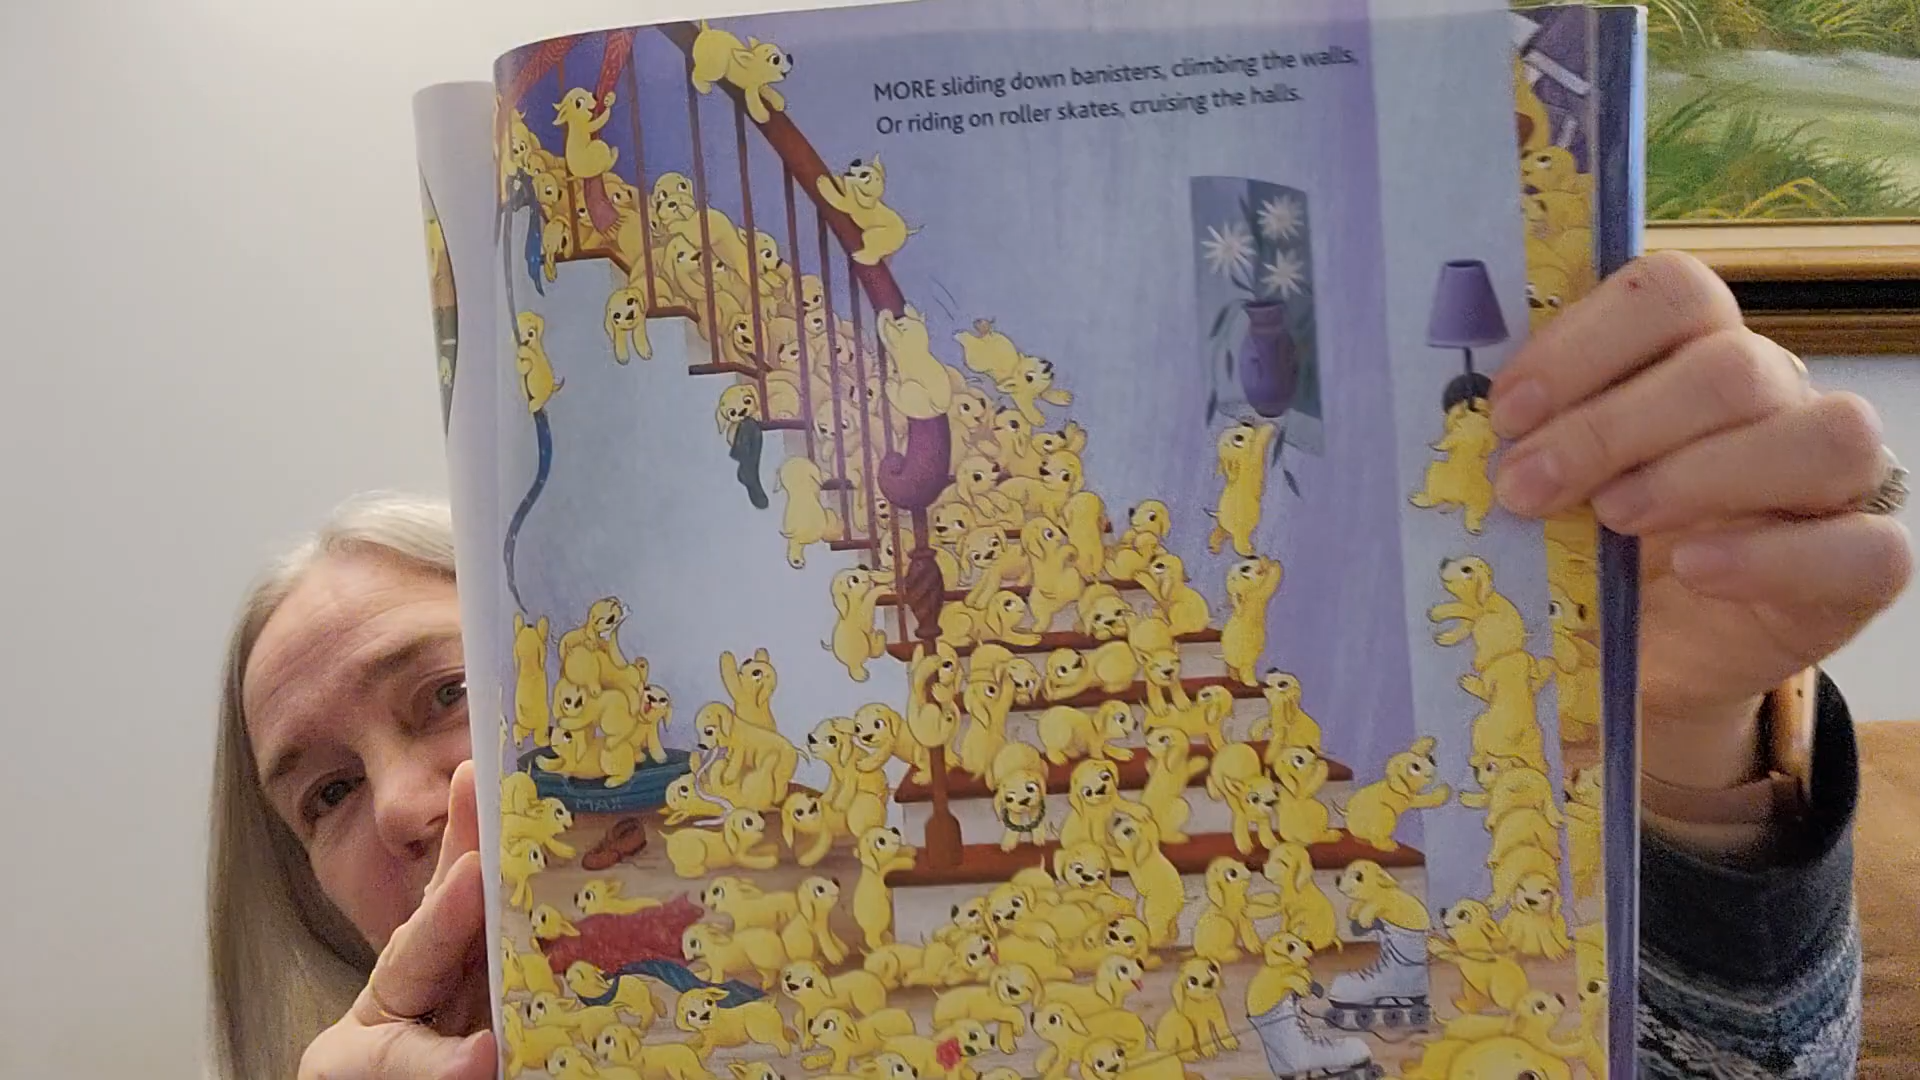 MORE sliding down banisters, climbing the walls,
Or riding on roller skates, cruising the halls.
MAX